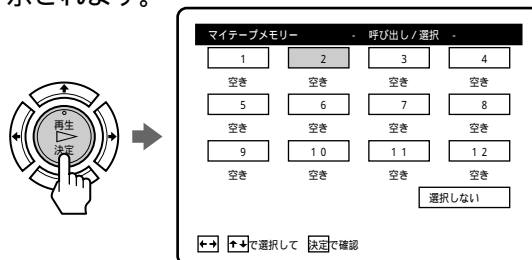 示されます。
マイテープメモリー - 呼び出し/選択 -
1 2 3 4
空き 空き 空き 空き
5 6 7 8
空き 空き 空き 空き
9 10 11 12
空き 空き 空き 空き
選択しない
再生
決定
←→ ↑↓で選択して 決定で確認